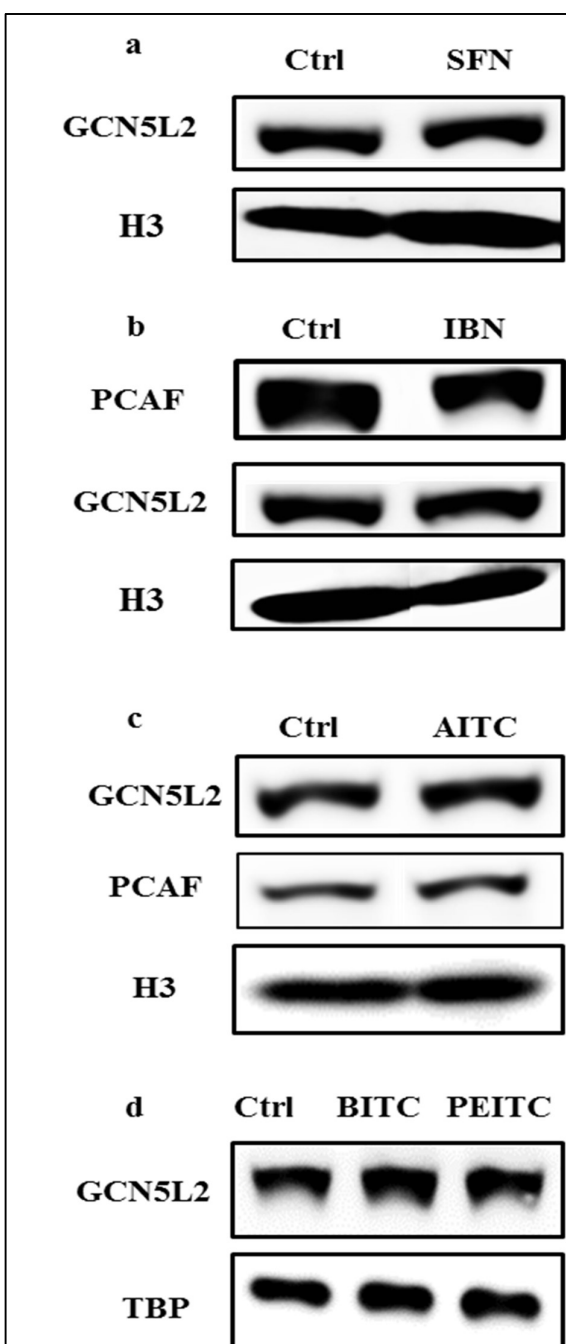 a
Ctrl SFN
GCN5L2
H3
b
Ctrl IBN
PCAF
GCN5L2
H3
c
Ctrl AITC
GCN5L2
PCAF
H3
d
Ctrl BITC PEITC
GCN5L2
TBP